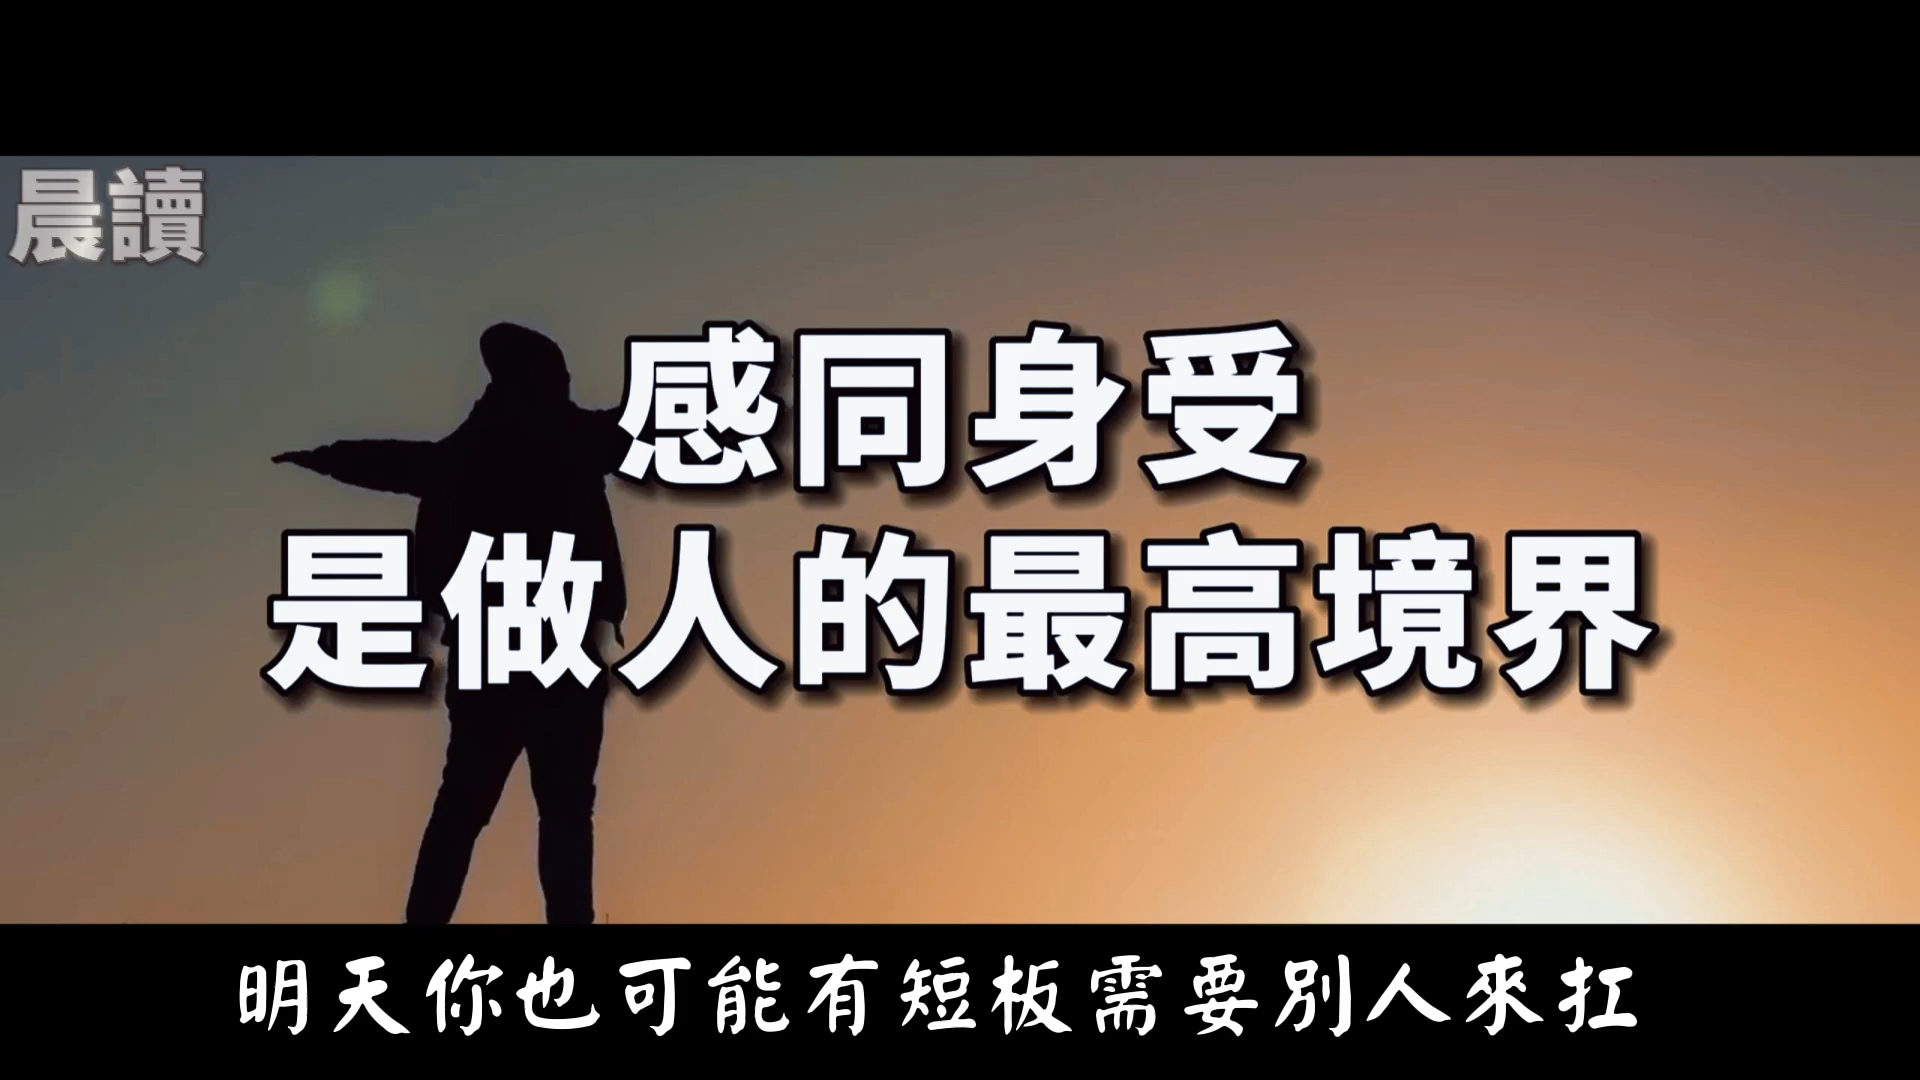 晨讀
感同身受
是做人的最高境界
明天你也可能有短板需要別人來扛